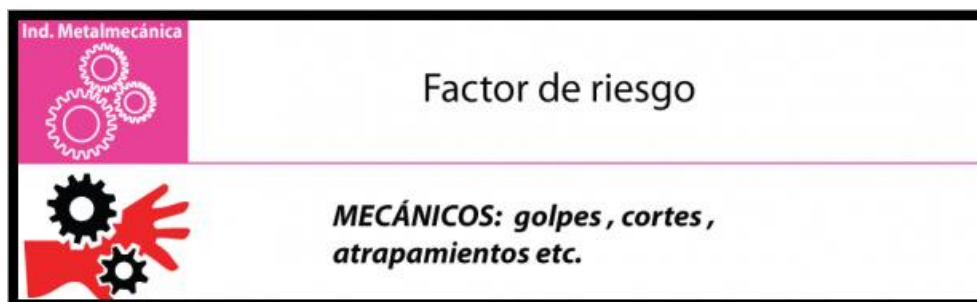 Ind. Metalmecánica
Factor de riesgo
MECÁNICOS: golpes , cortes ,
atrapamientos etc.